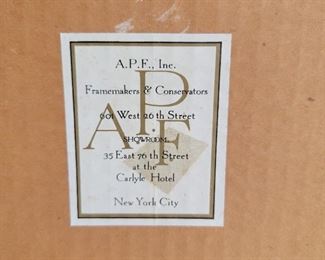 A.P.F., Inc.
Framemakers & Conservators
601 West 26th Street
SHOWROOM
35 East 76th Street
at the
Carlyle Hotel
New York City
A.P.F